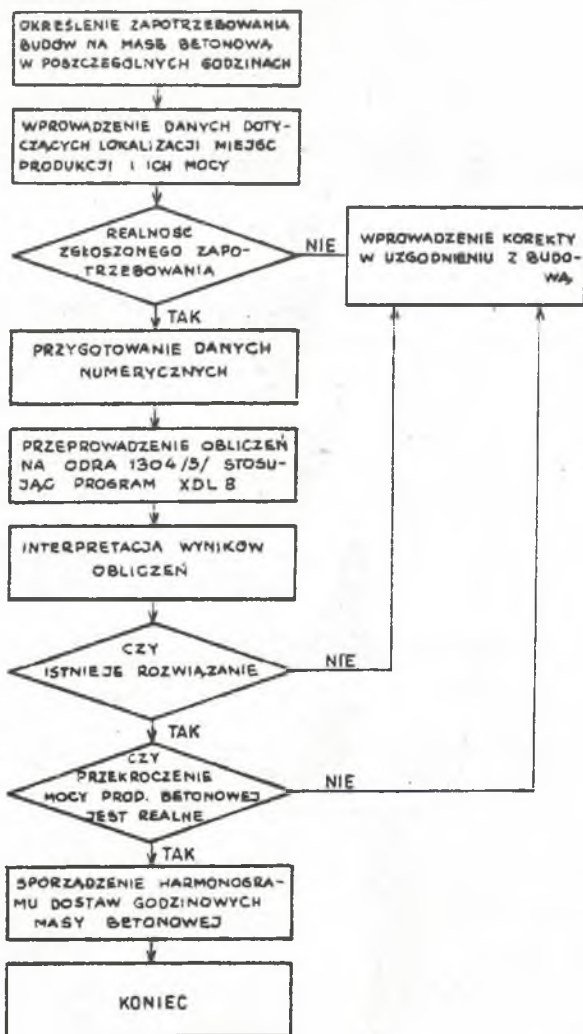 OKREŚLENIE ZAPOTRZEBOWANIA
BUDÓW NA MASĘ BETONOWĄ
W POSZCZEGÓLNYCH GODZINACH
WPROWADZENIE DANYCH DOTY-
CZĄCYCH LOKALIZACJI MIEJSC
PRODUKCJI I ICH MOCY
REALNOŚĆ
ZGŁOSZONEGO ZAPO-
TRZEBOWANIA
NIE
WPROWADZENIE KOREKTY
W UZGODNIENIU Z BUDO-
WĄ
TAK
PRZYGOTOWANIE DANYCH
NUMERYCZNYCH
PRZEPROWADZENIE OBLICZEŃ
NA ODRA 1304/5/ STOSU-
JĄC PROGRAM XDL 8
INTERPRETACJA WYNIKÓW
OBLICZEŃ
CZY
ISTNIEJE ROZWIĄZANIE
NIE
TAK
CZY
PRZEKROCZENIE
MOCY PROD. BETONOWEJ
JEST REALNE
NIE
TAK
SPORZĄDZENIE HARMONOGRA-
MU DOSTAW GODZINOWYCH
MASY BETONOWEJ
KONIEC